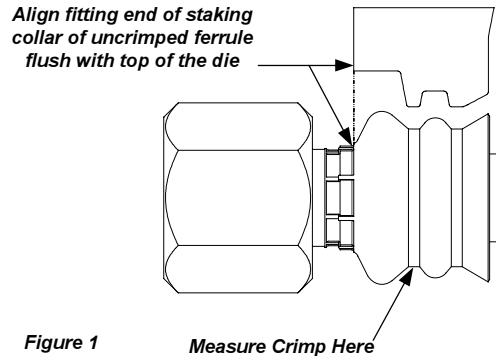 Align fitting end of staking
collar of uncrimped ferrule
flush with top of the die
Figure 1
Measure Crimp Here